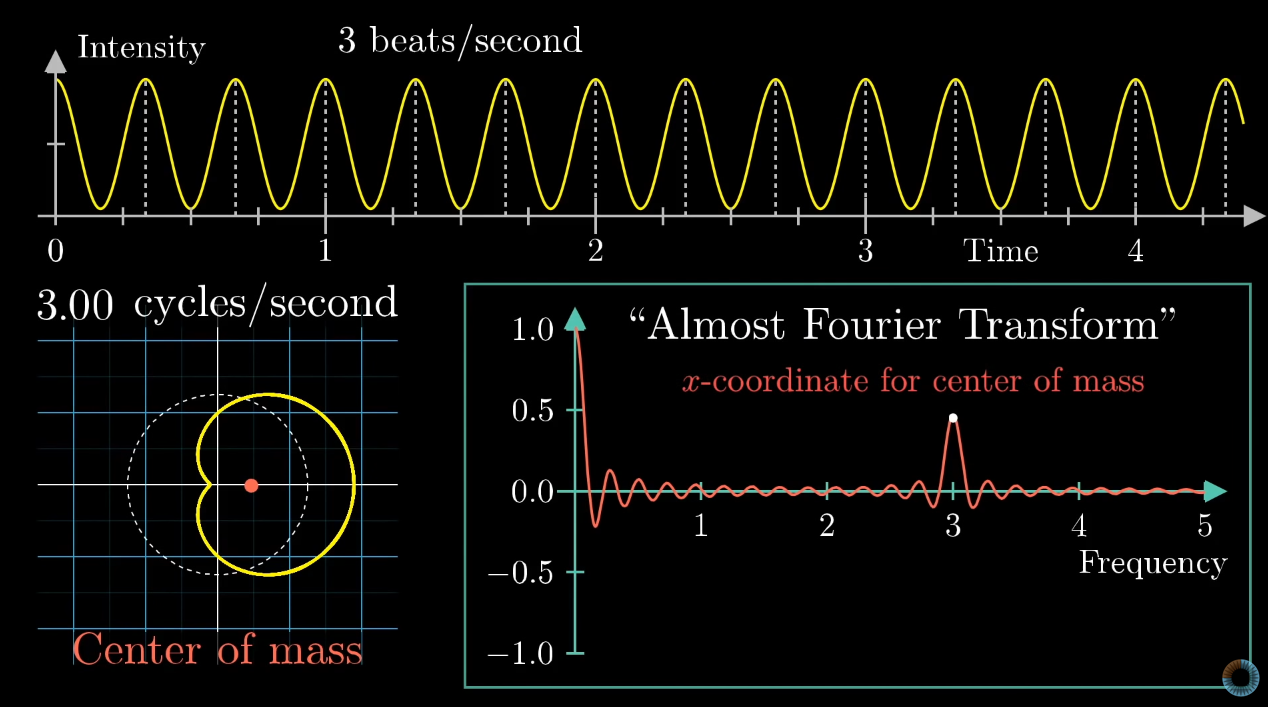 Intensity
3 beats/second
0
1
2
3
Time
4
3.00 cycles/second
Center of mass
“Almost Fourier Transform”
x-coordinate for center of mass
1.0
0.5
0.0
−0.5
−1.0
1
2
3
4
5
Frequency